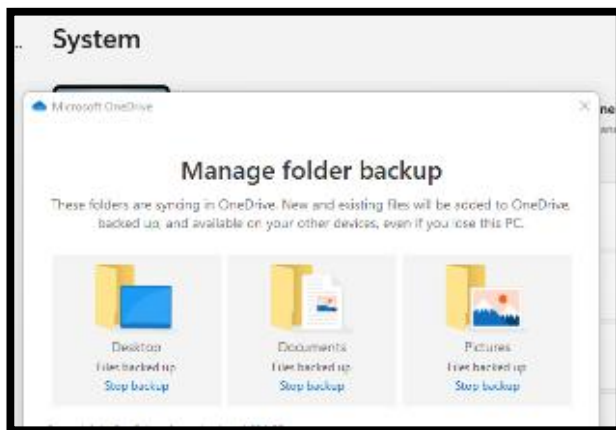 System
Microsoft OneDrive
ne
Manage folder backup
These folders are syncing in OneDrive. New and existing files will be added to OneDrive,
backed up, and available on your other devices, even if you lose this PC.
Desktop
Files backed up
Stop backup
Documents
Files backed up
Stop backup
Pictures
Files backed up
Stop backup